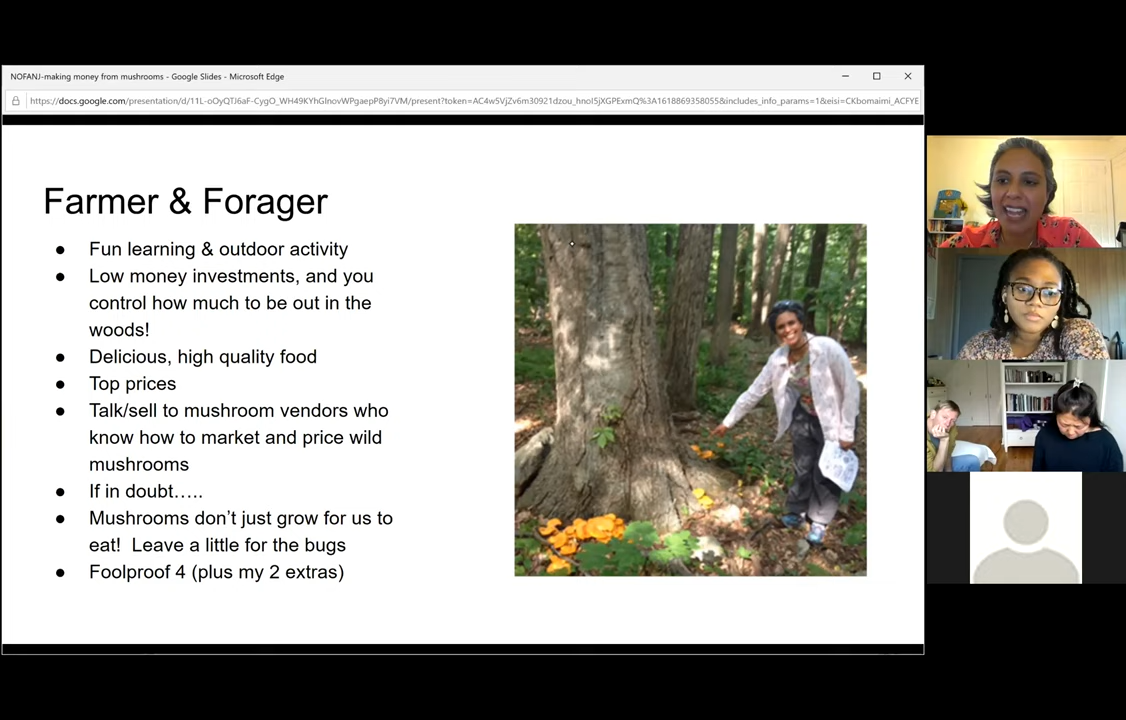 NOFANJ-making money from mushrooms - Google Slides - Microsoft Edge
Farmer & Forager
● Fun learning & outdoor activity
● Low money investments, and you
control how much to be out in the
woods!
● Delicious, high quality food
● Top prices
● Talk/sell to mushroom vendors who
know how to market and price wild
mushrooms
● If in doubt…..
● Mushrooms don’t just grow for us to
eat! Leave a little for the bugs
● Foolproof 4 (plus my 2 extras)